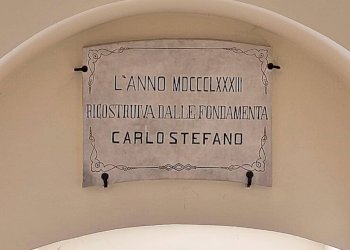 L'ANNO MDCCCLXXXIII
RICOSTRUIVA DALLE FONDAMENTA
CARLO STEFANO